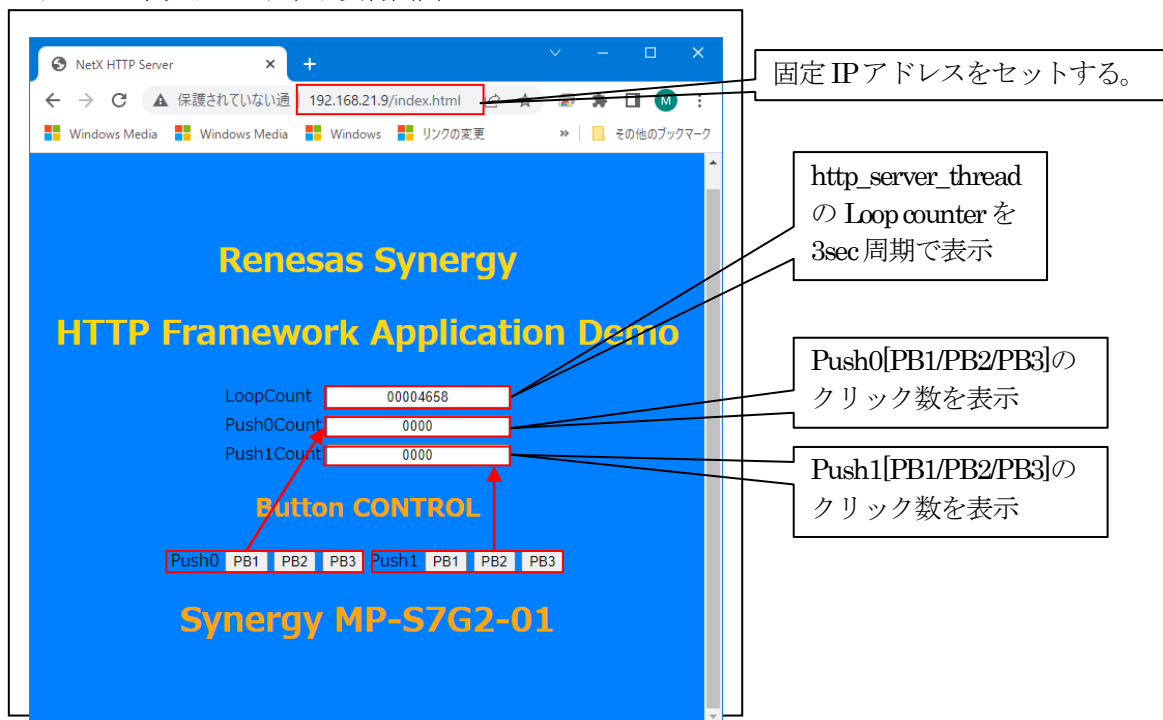 NetX HTTP Server
保護されていない通
192.168.21.9/index.html
M
固定IPアドレスをセットする。
Windows Media
Windows Media
Windows
リンクの変更
»
その他のブックマーク
http_server_thread
の Loop counter を
3sec周期で表示
Renesas Synergy
HTTP Framework Application Demo
LoopCount
00004658
Push0Count
0000
Push1Count
0000
Push0[PB1/PB2/PB3]の
クリック数を表示
Push1[PB1/PB2/PB3]の
クリック数を表示
Button CONTROL
Push0 PB1 PB2 PB3 Push1 PB1 PB2 PB3
Synergy MP-S7G2-01